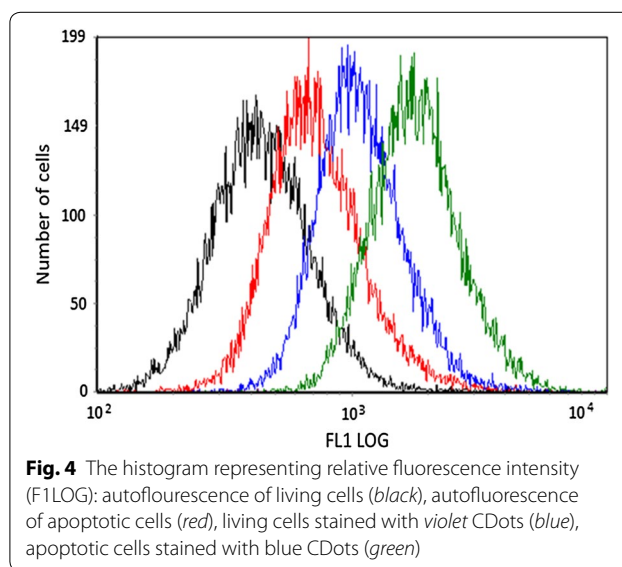 199
149
100
50
0
Number of cells
10²
10³
10⁴
FL1 LOG
Fig. 4 The histogram representing relative fluorescence intensity
(F1LOG): autoflourescence of living cells (black), autofluorescence
of apoptotic cells (red), living cells stained with violet CDots (blue),
apoptotic cells stained with blue CDots (green)